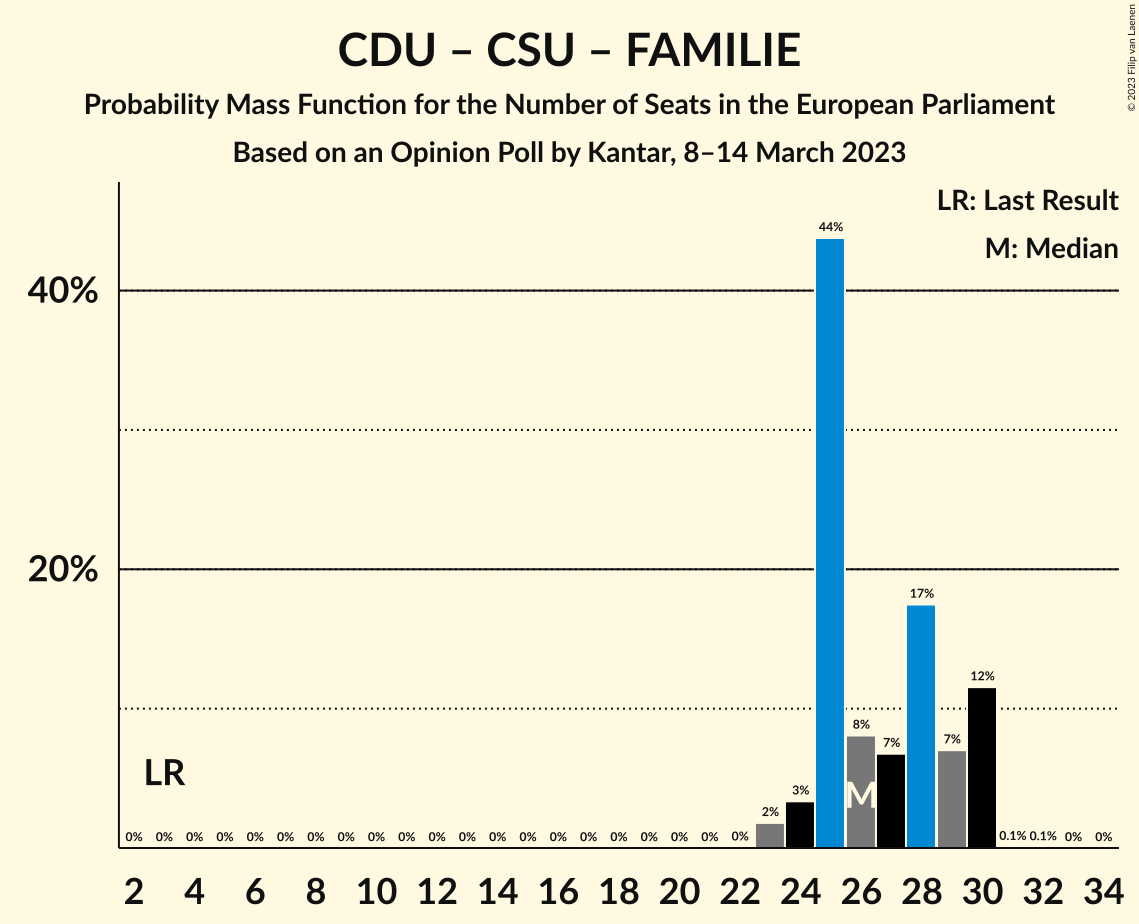 CDU – CSU – FAMILIE
Probability Mass Function for the Number of Seats in the European Parliament
Based on an Opinion Poll by Kantar, 8–14 March 2023
© 2023 Filip van Laenen
LR: Last Result
M: Median
44%
40%
20%
17%
12%
8%
7%
7%
LR
3%
M
2%
0% 0% 0% 0% 0% 0% 0% 0% 0% 0% 0% 0% 0% 0% 0% 0% 0% 0% 0% 0% 0% 0.1% 0.1% 0% 0%
2 4 6 8 10 12 14 16 18 20 22 24 26 28 30 32 34